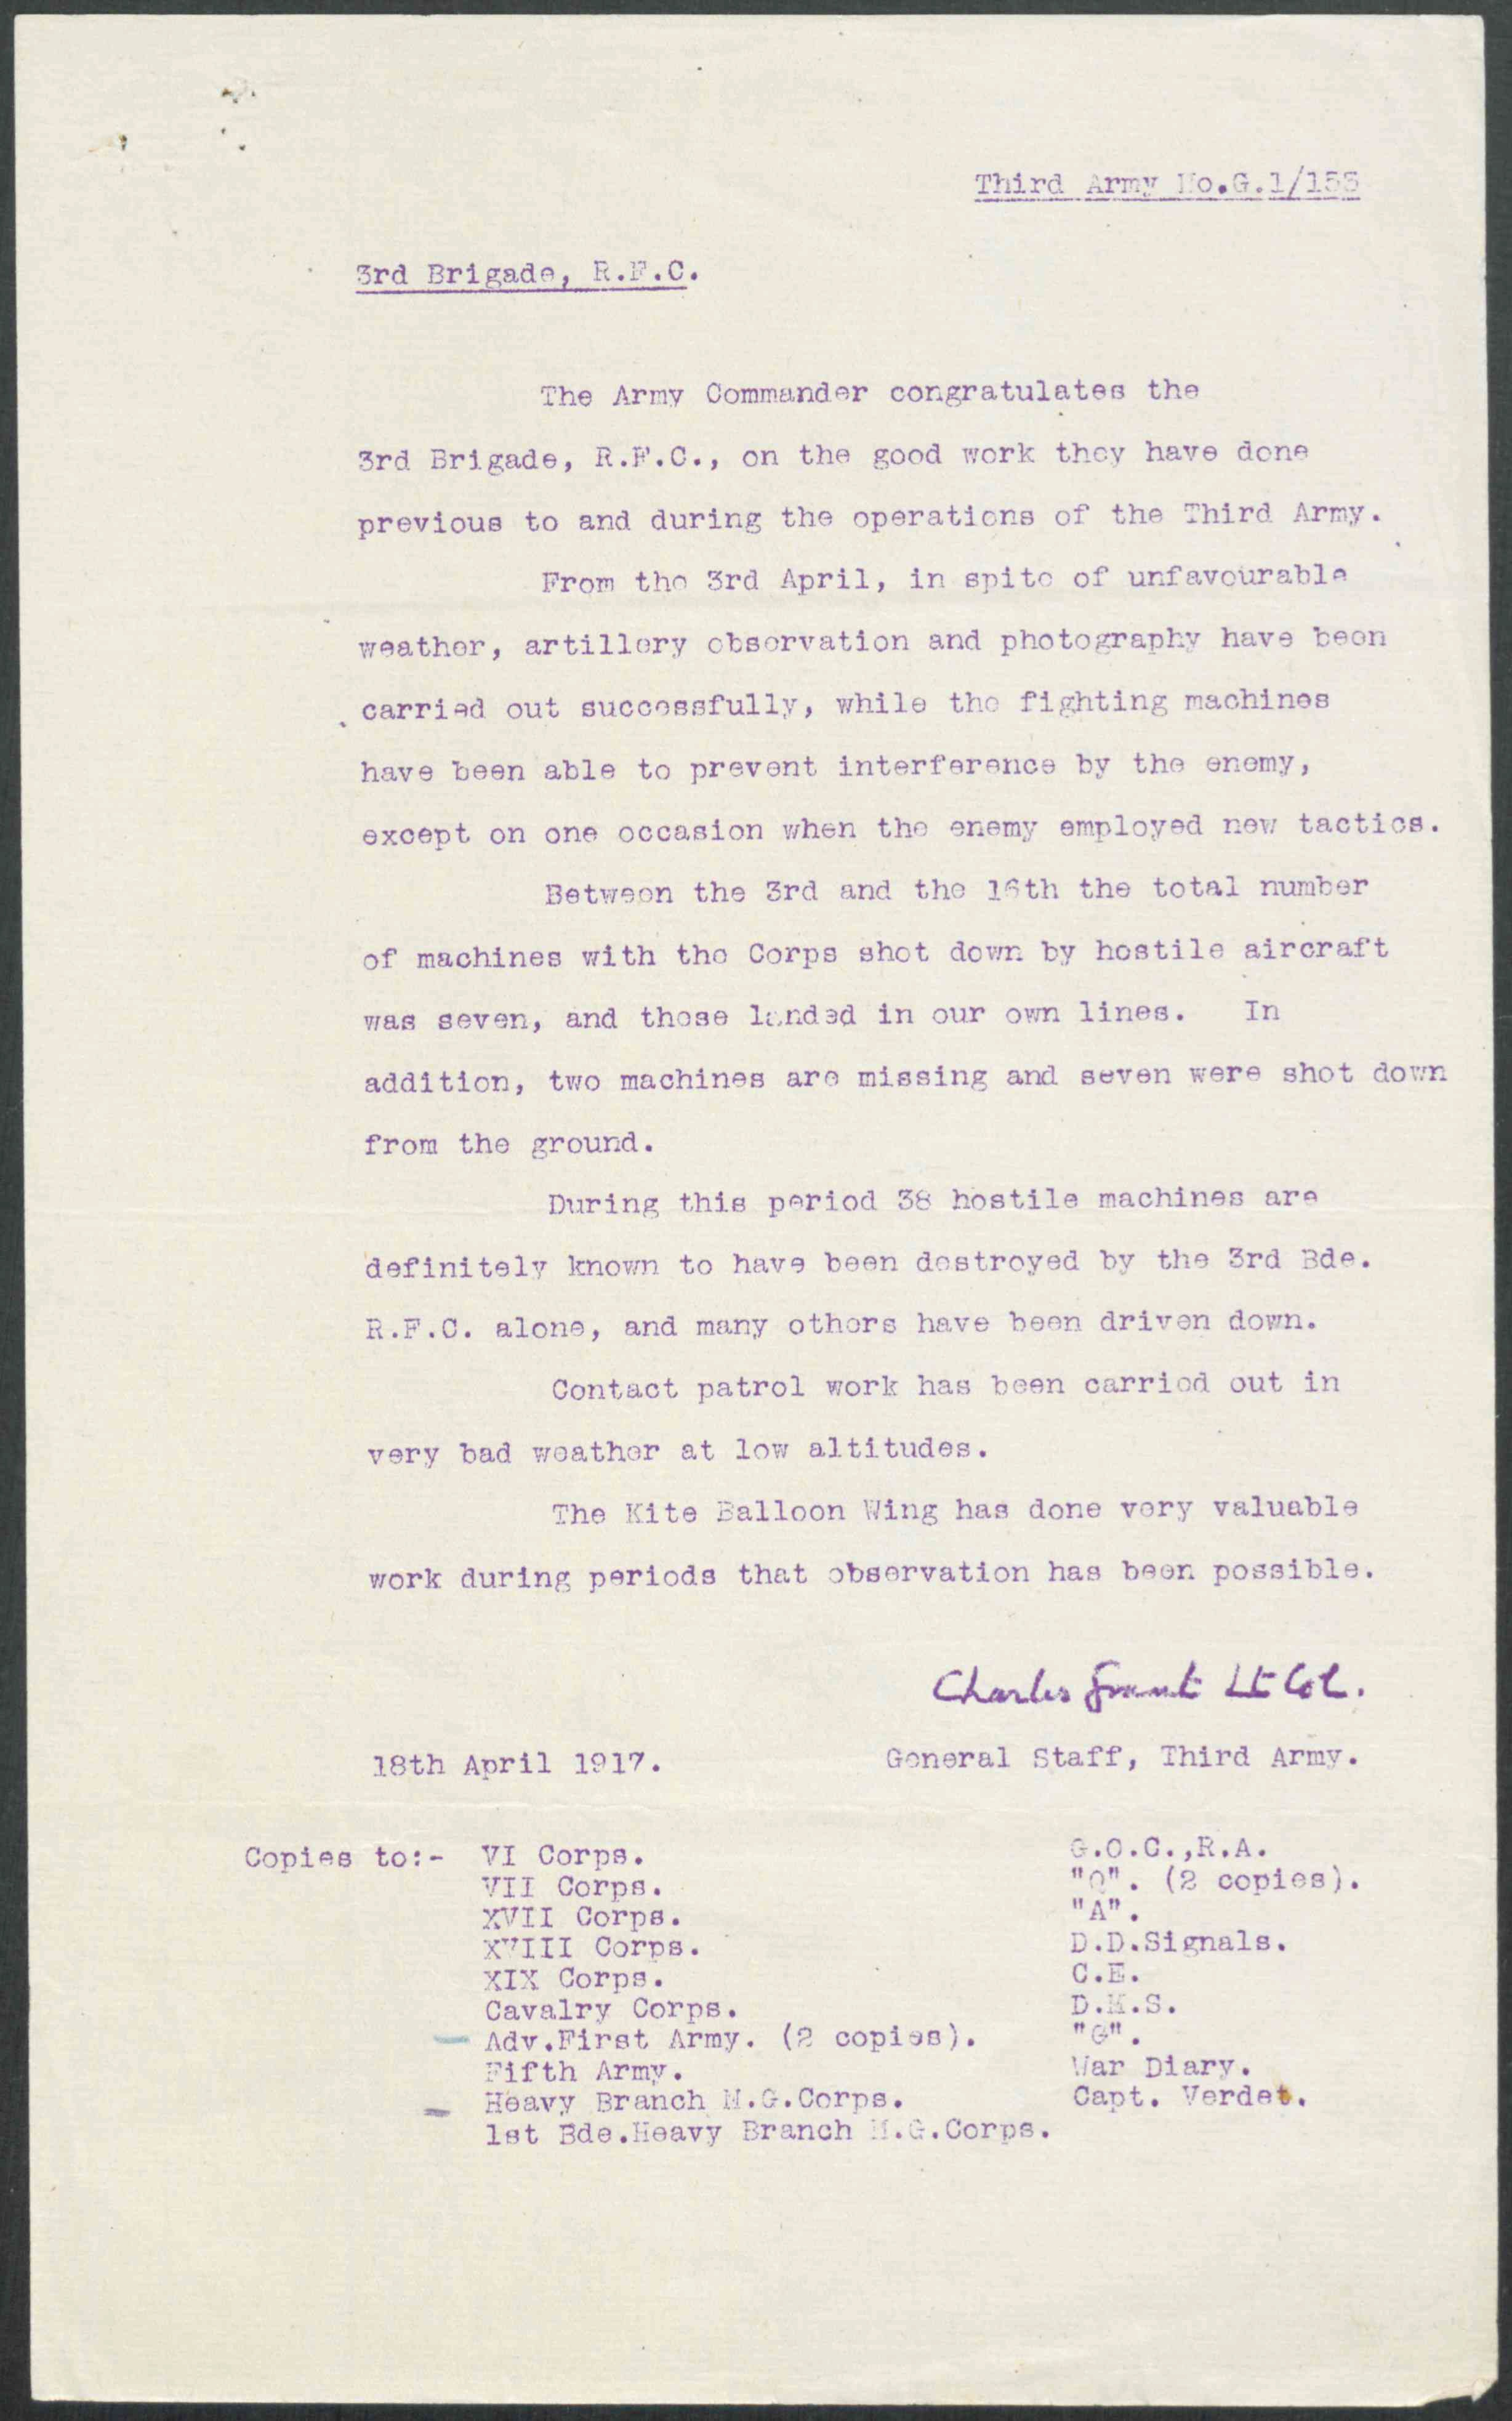 Third Army No.G.1/153
3rd Brigade, R.F.C.
The Army Commander congratulates the
3rd Brigade, R.F.C., on the good work they have done
previous to and during the operations of the Third Army.
From the 3rd April, in spite of unfavourable
weather, artillery observation and photography have been
carried out successfully, while the fighting machines
have been able to prevent interference by the enemy,
except on one occasion when the enemy employed new tactics.
Between the 3rd and the 16th the total number
of machines with the Corps shot down by hostile aircraft
was seven, and those landed in our own lines. In
addition, two machines are missing and seven were shot down
from the ground.
During this period 38 hostile machines are
definitely known to have been destroyed by the 3rd Bde.
R.F.C. alone, and many others have been driven down.
Contact patrol work has been carried out in
very bad weather at low altitudes.
The Kite Balloon Wing has done very valuable
work during periods that observation has been possible.
Charles Grant Lt Col.
18th April 1917. General Staff, Third Army.
Copies to:- VI Corps. G.O.C.,R.A.
VII Corps. "Q". (2 copies).
XVII Corps. "A".
XVIII Corps. D.D.Signals.
XIX Corps. C.E.
Cavalry Corps. D.M.S.
Adv.First Army. (2 copies). "G".
Fifth Army. War Diary.
Heavy Branch M.G.Corps. Capt. Verdet.
1st Bde.Heavy Branch M.G.Corps.